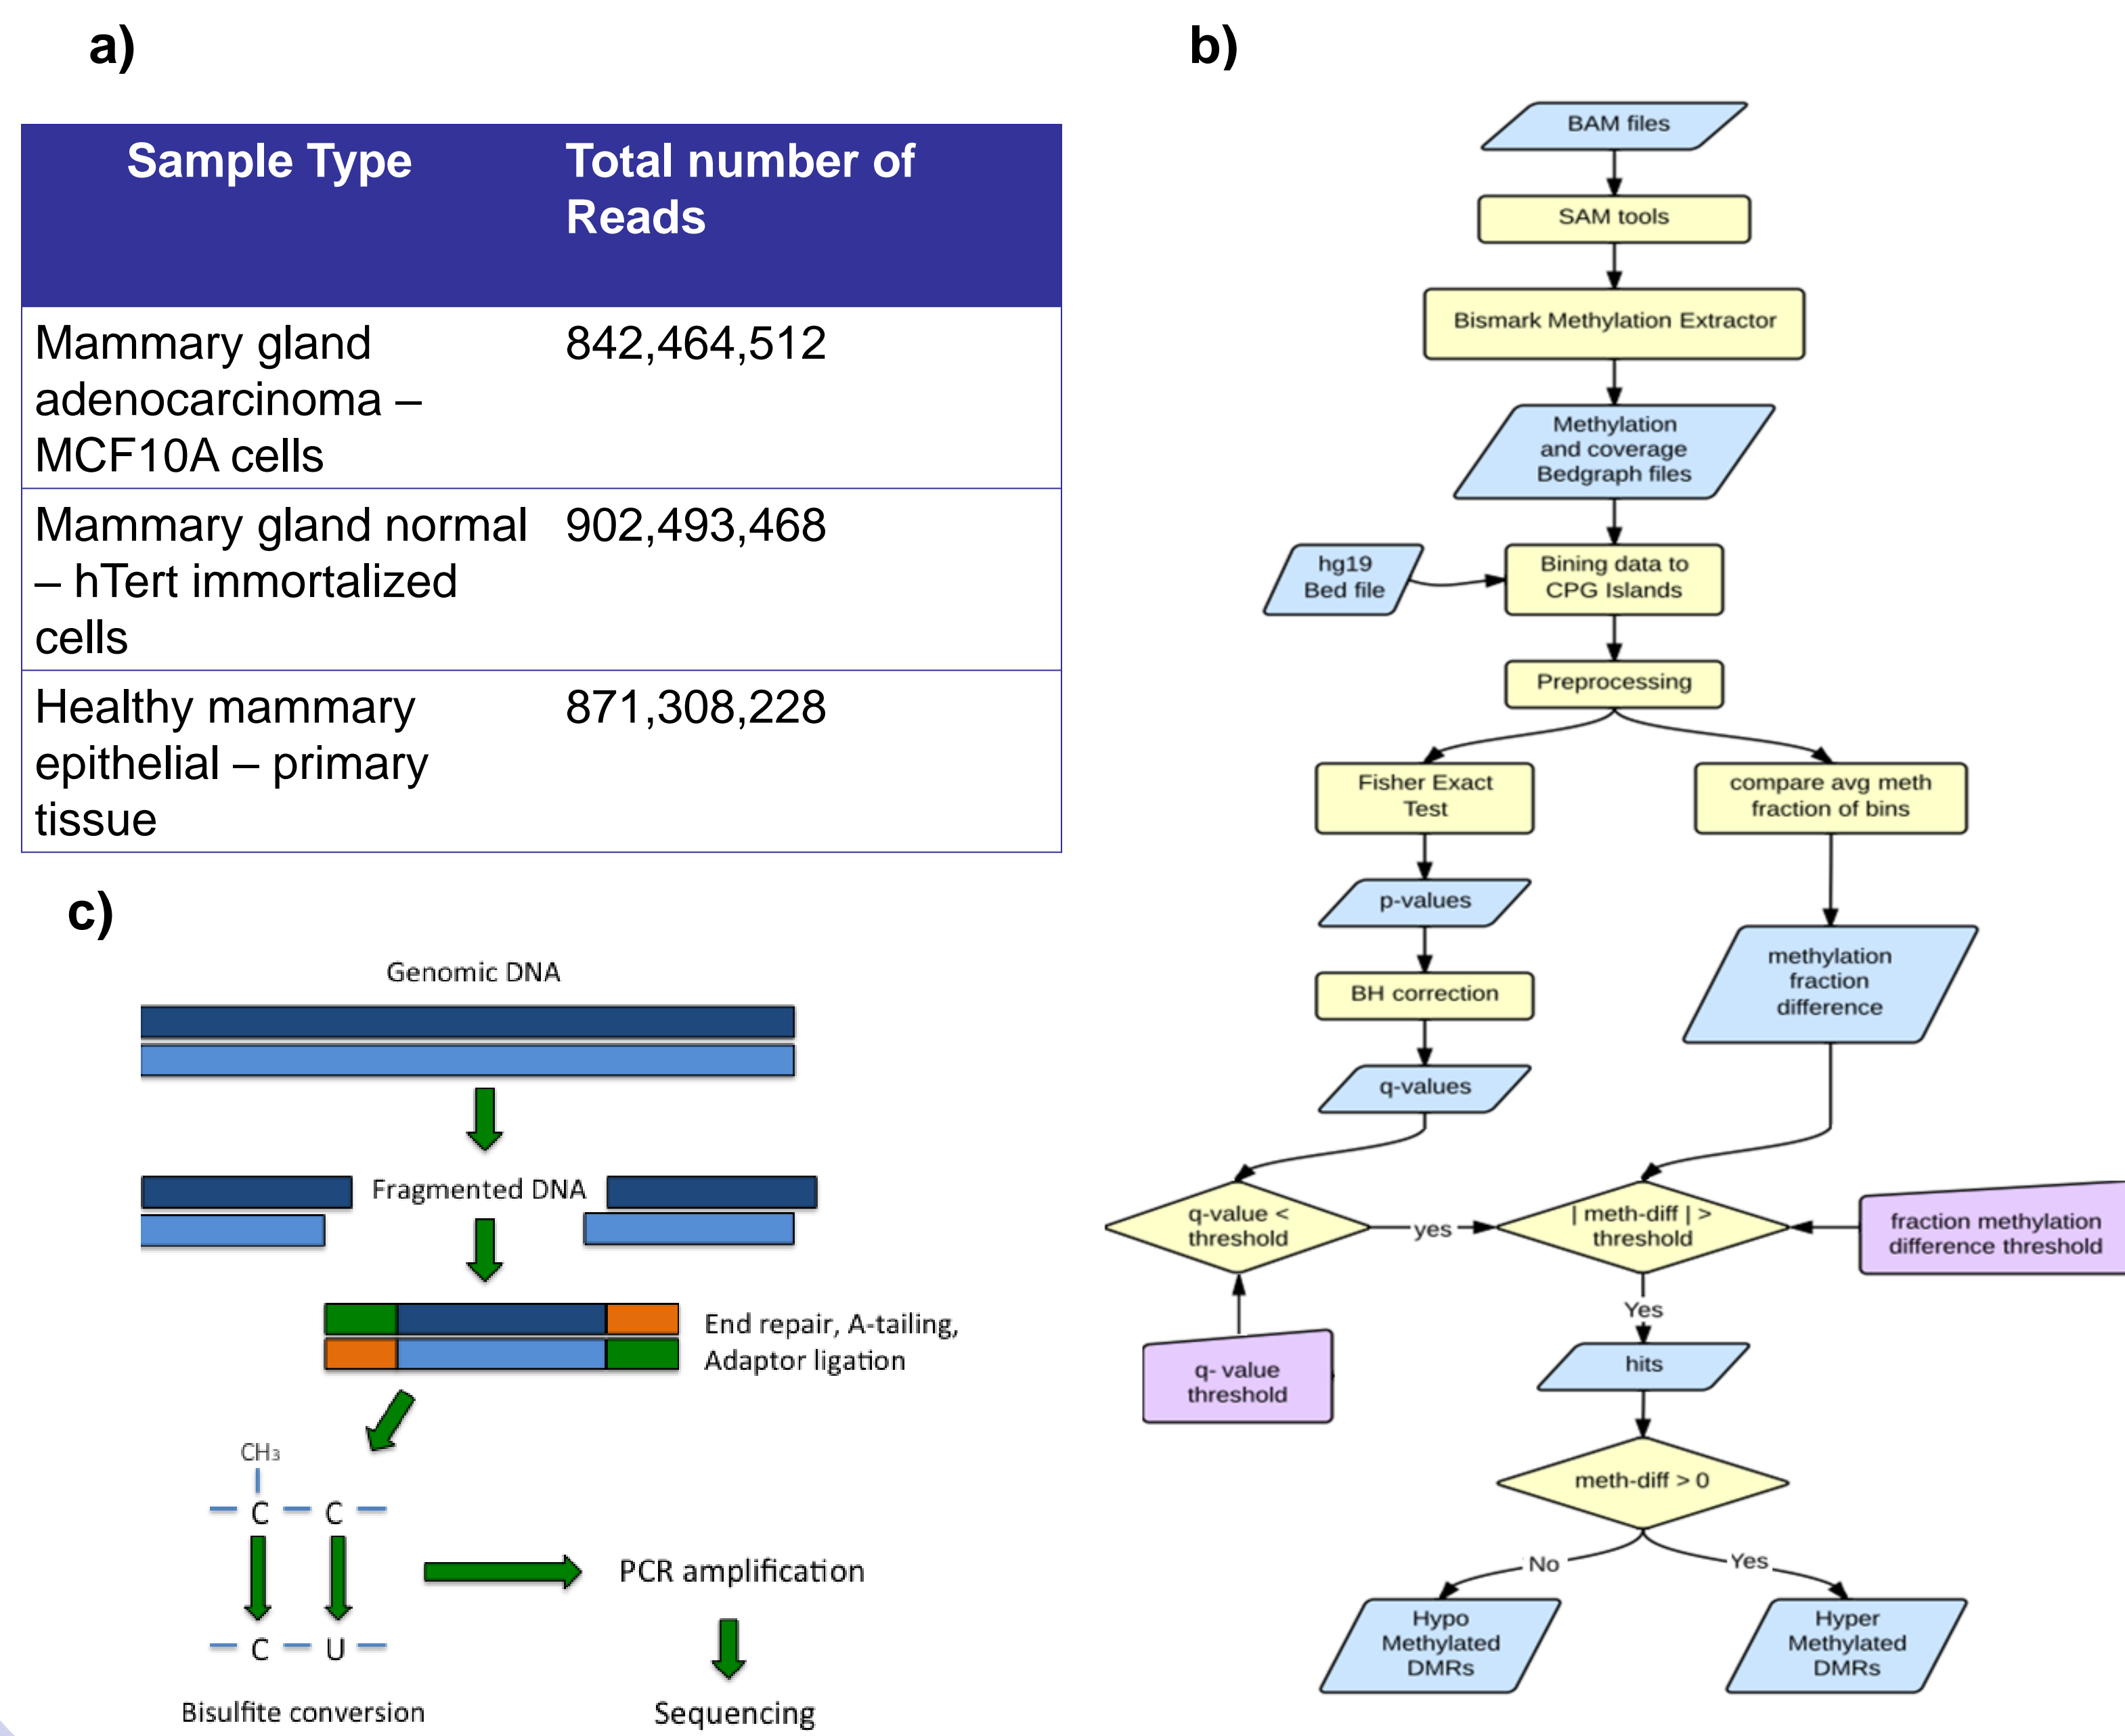 a)
Sample Type
Total number of
Reads
Mammary gland
adenocarcinoma –
MCF10A cells
842,464,512
Mammary gland normal
– hTert immortalized
cells
902,493,468
Healthy mammary
epithelial – primary
tissue
871,308,228
b)
BAM files
SAM tools
Bismark Methylation Extractor
Methylation
and coverage
Bedgraph files
hg19
Bed file
Bining data to
CPG Islands
Preprocessing
Fisher Exact
Test
compare avg meth
fraction of bins
p-values
BH correction
q-values
methylation
fraction
difference
q-value <
threshold
yes
| meth-diff | >
threshold
fraction methylation
difference threshold
q- value
threshold
Yes
hits
meth-diff > 0
No
Yes
Hypo
Methylated
DMRs
Hyper
Methylated
DMRs
c)
Genomic DNA
Fragmented DNA
End repair, A-tailing,
Adaptor ligation
CH₃
C C
C U
Bisulfite conversion
PCR amplification
Sequencing